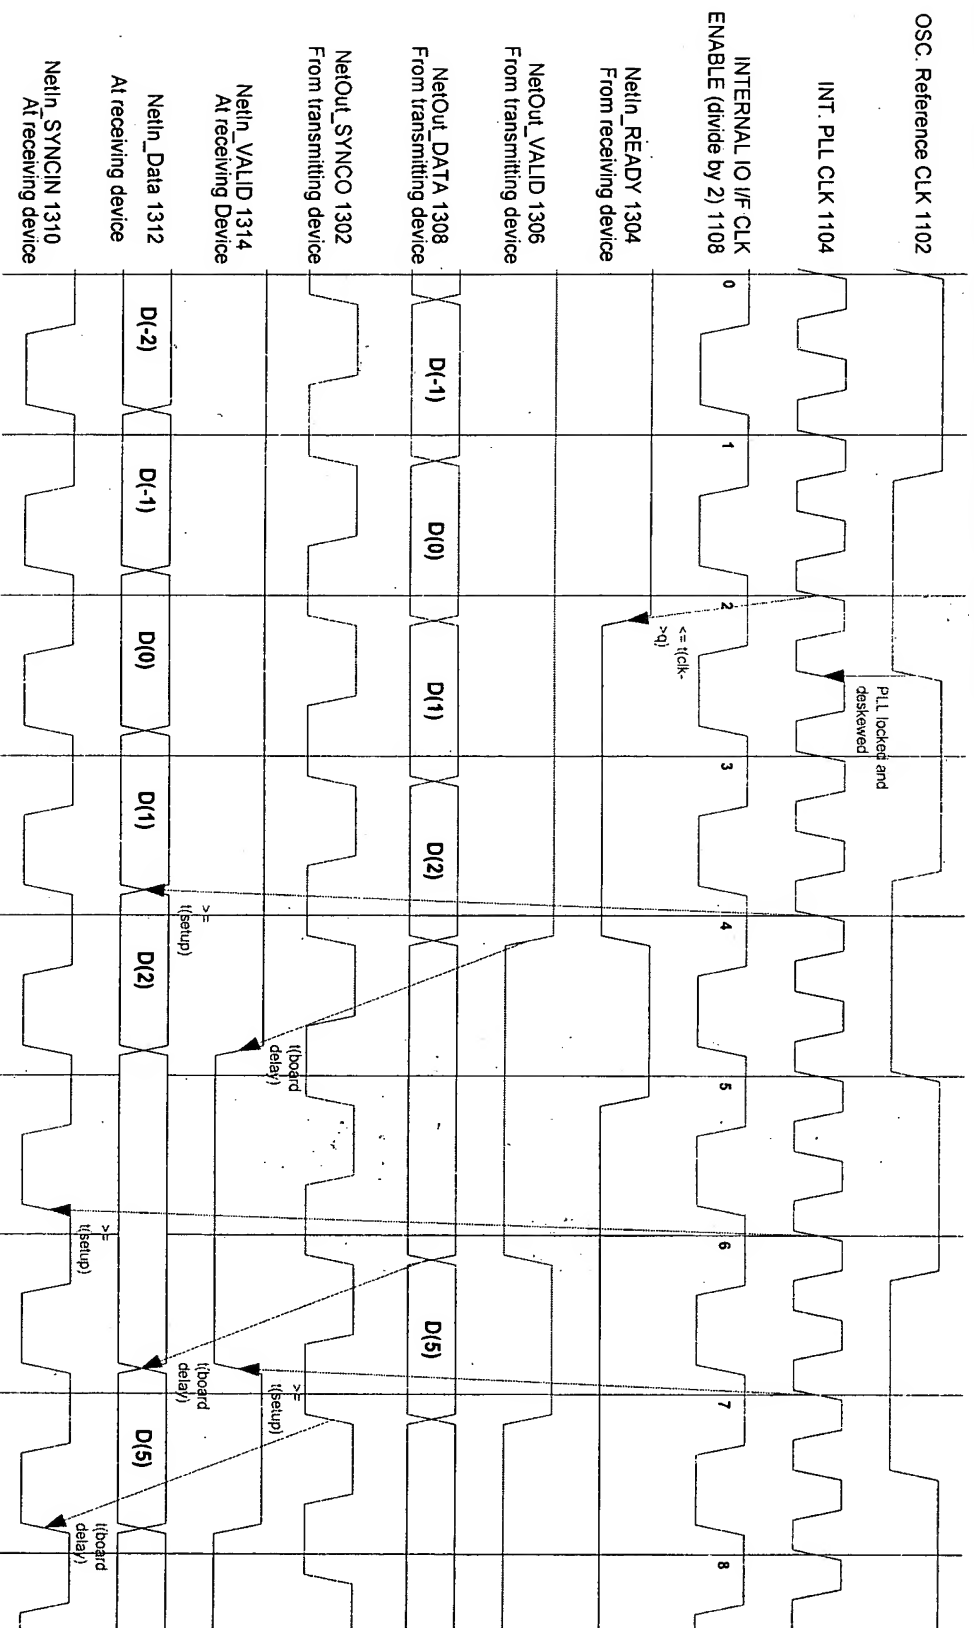 OSC. Reference CLK 1102
INT. PLL CLK 1104
PLL locked and
deskewed
INTERNAL IO I/F CLK
ENABLE (divide by 2) 1108
0
1
2
3
4
5
6
7
8
NetIn_READY 1304
From receiving device
<= t(clk-
>q)
NetOut_VALID 1306
From transmitting device
NetOut_DATA 1308
From transmitting device
D(-1)
D(0)
D(1)
D(2)
D(5)
NetOut_SYNCO 1302
From transmitting device
NetIn_VALID 1314
At receiving Device
t(board
delay)
>=
t(setup)
NetIn_Data 1312
At receiving device
D(-2)
D(-1)
D(0)
D(1)
D(2)
D(5)
>=
t(setup)
t(board
delay)
NetIn_SYNCIN 1310
At receiving device
>=
t(setup)
t(board
delay)